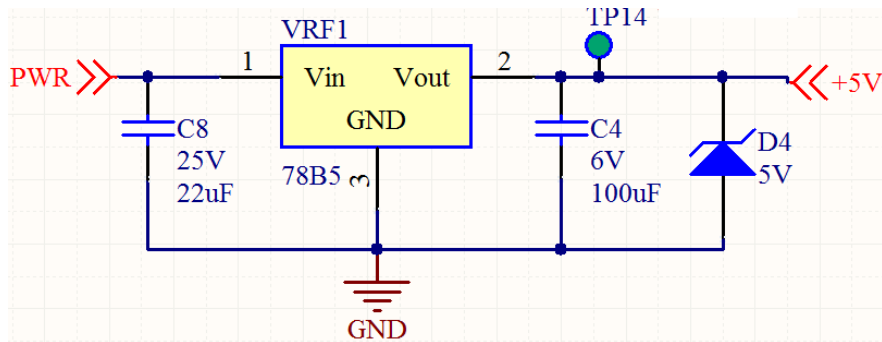 TP14
VRF1
PWR
1
Vin
Vout
2
+5V
GND
C8
25V
22uF
78B5
3
C4
6V
100uF
D4
5V
GND